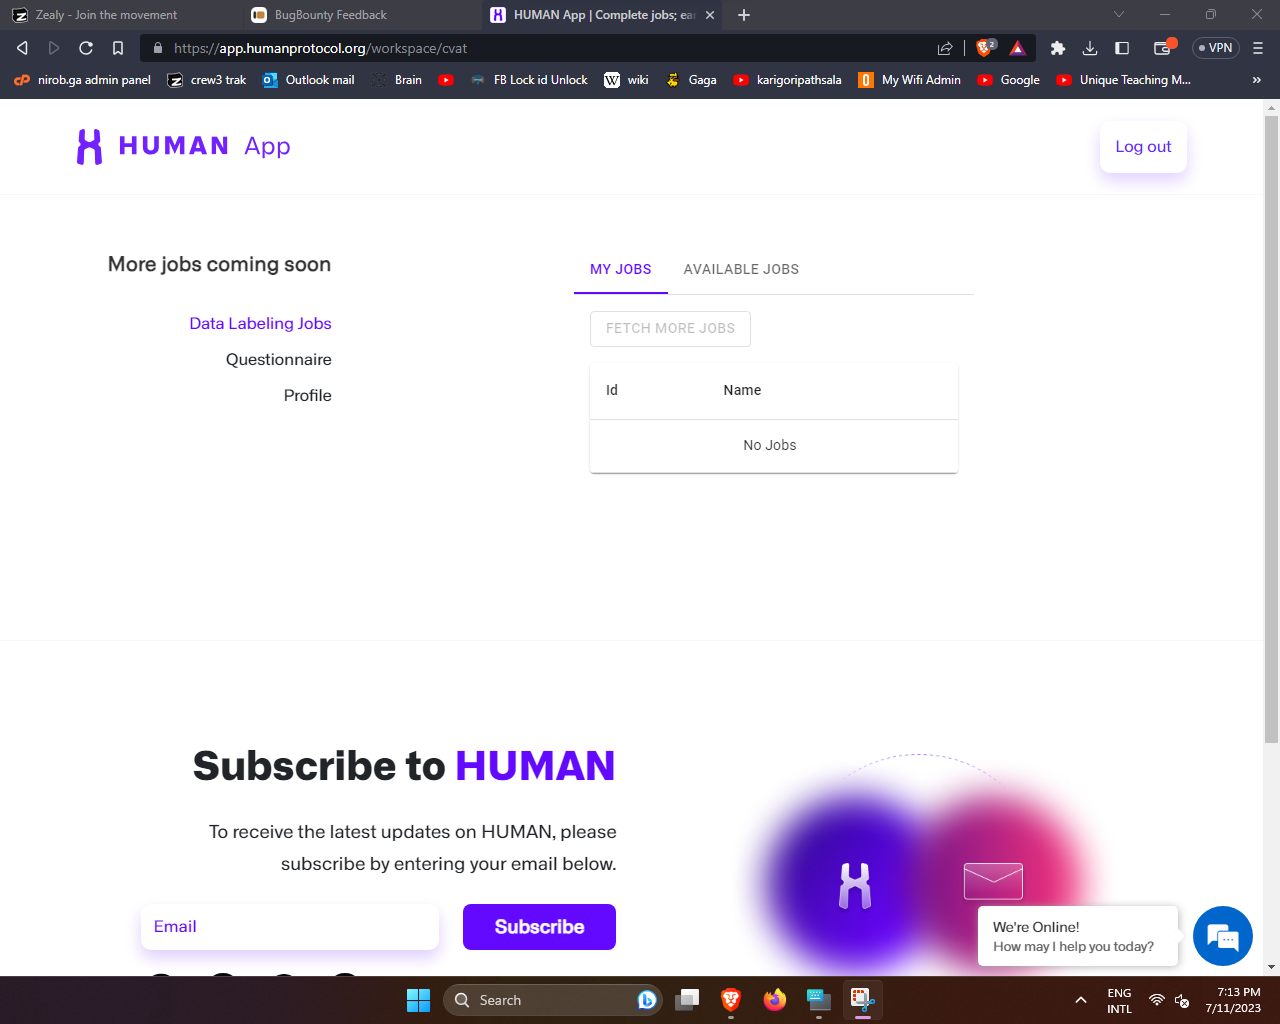 Zealy - Join the movement
BugBounty Feedback
HUMAN App | Complete jobs; ea
https://app.humanprotocol.org/workspace/cvat
2
VPN
nirob.ga admin panel
crew3 trak
Outlook mail
Brain
FB Lock id Unlock
wiki
Gaga
karigoripathsala
My Wifi Admin
Google
Unique Teaching M...
HUMAN App
Log out
More jobs coming soon
Data Labeling Jobs
Questionnaire
Profile
MY JOBS
AVAILABLE JOBS
FETCH MORE JOBS
Id
Name
No Jobs
Subscribe to HUMAN
To receive the latest updates on HUMAN, please
subscribe by entering your email below.
Email
Subscribe
We're Online!
How may I help you today?
Search
ENG
INTL
7:13 PM
7/11/2023